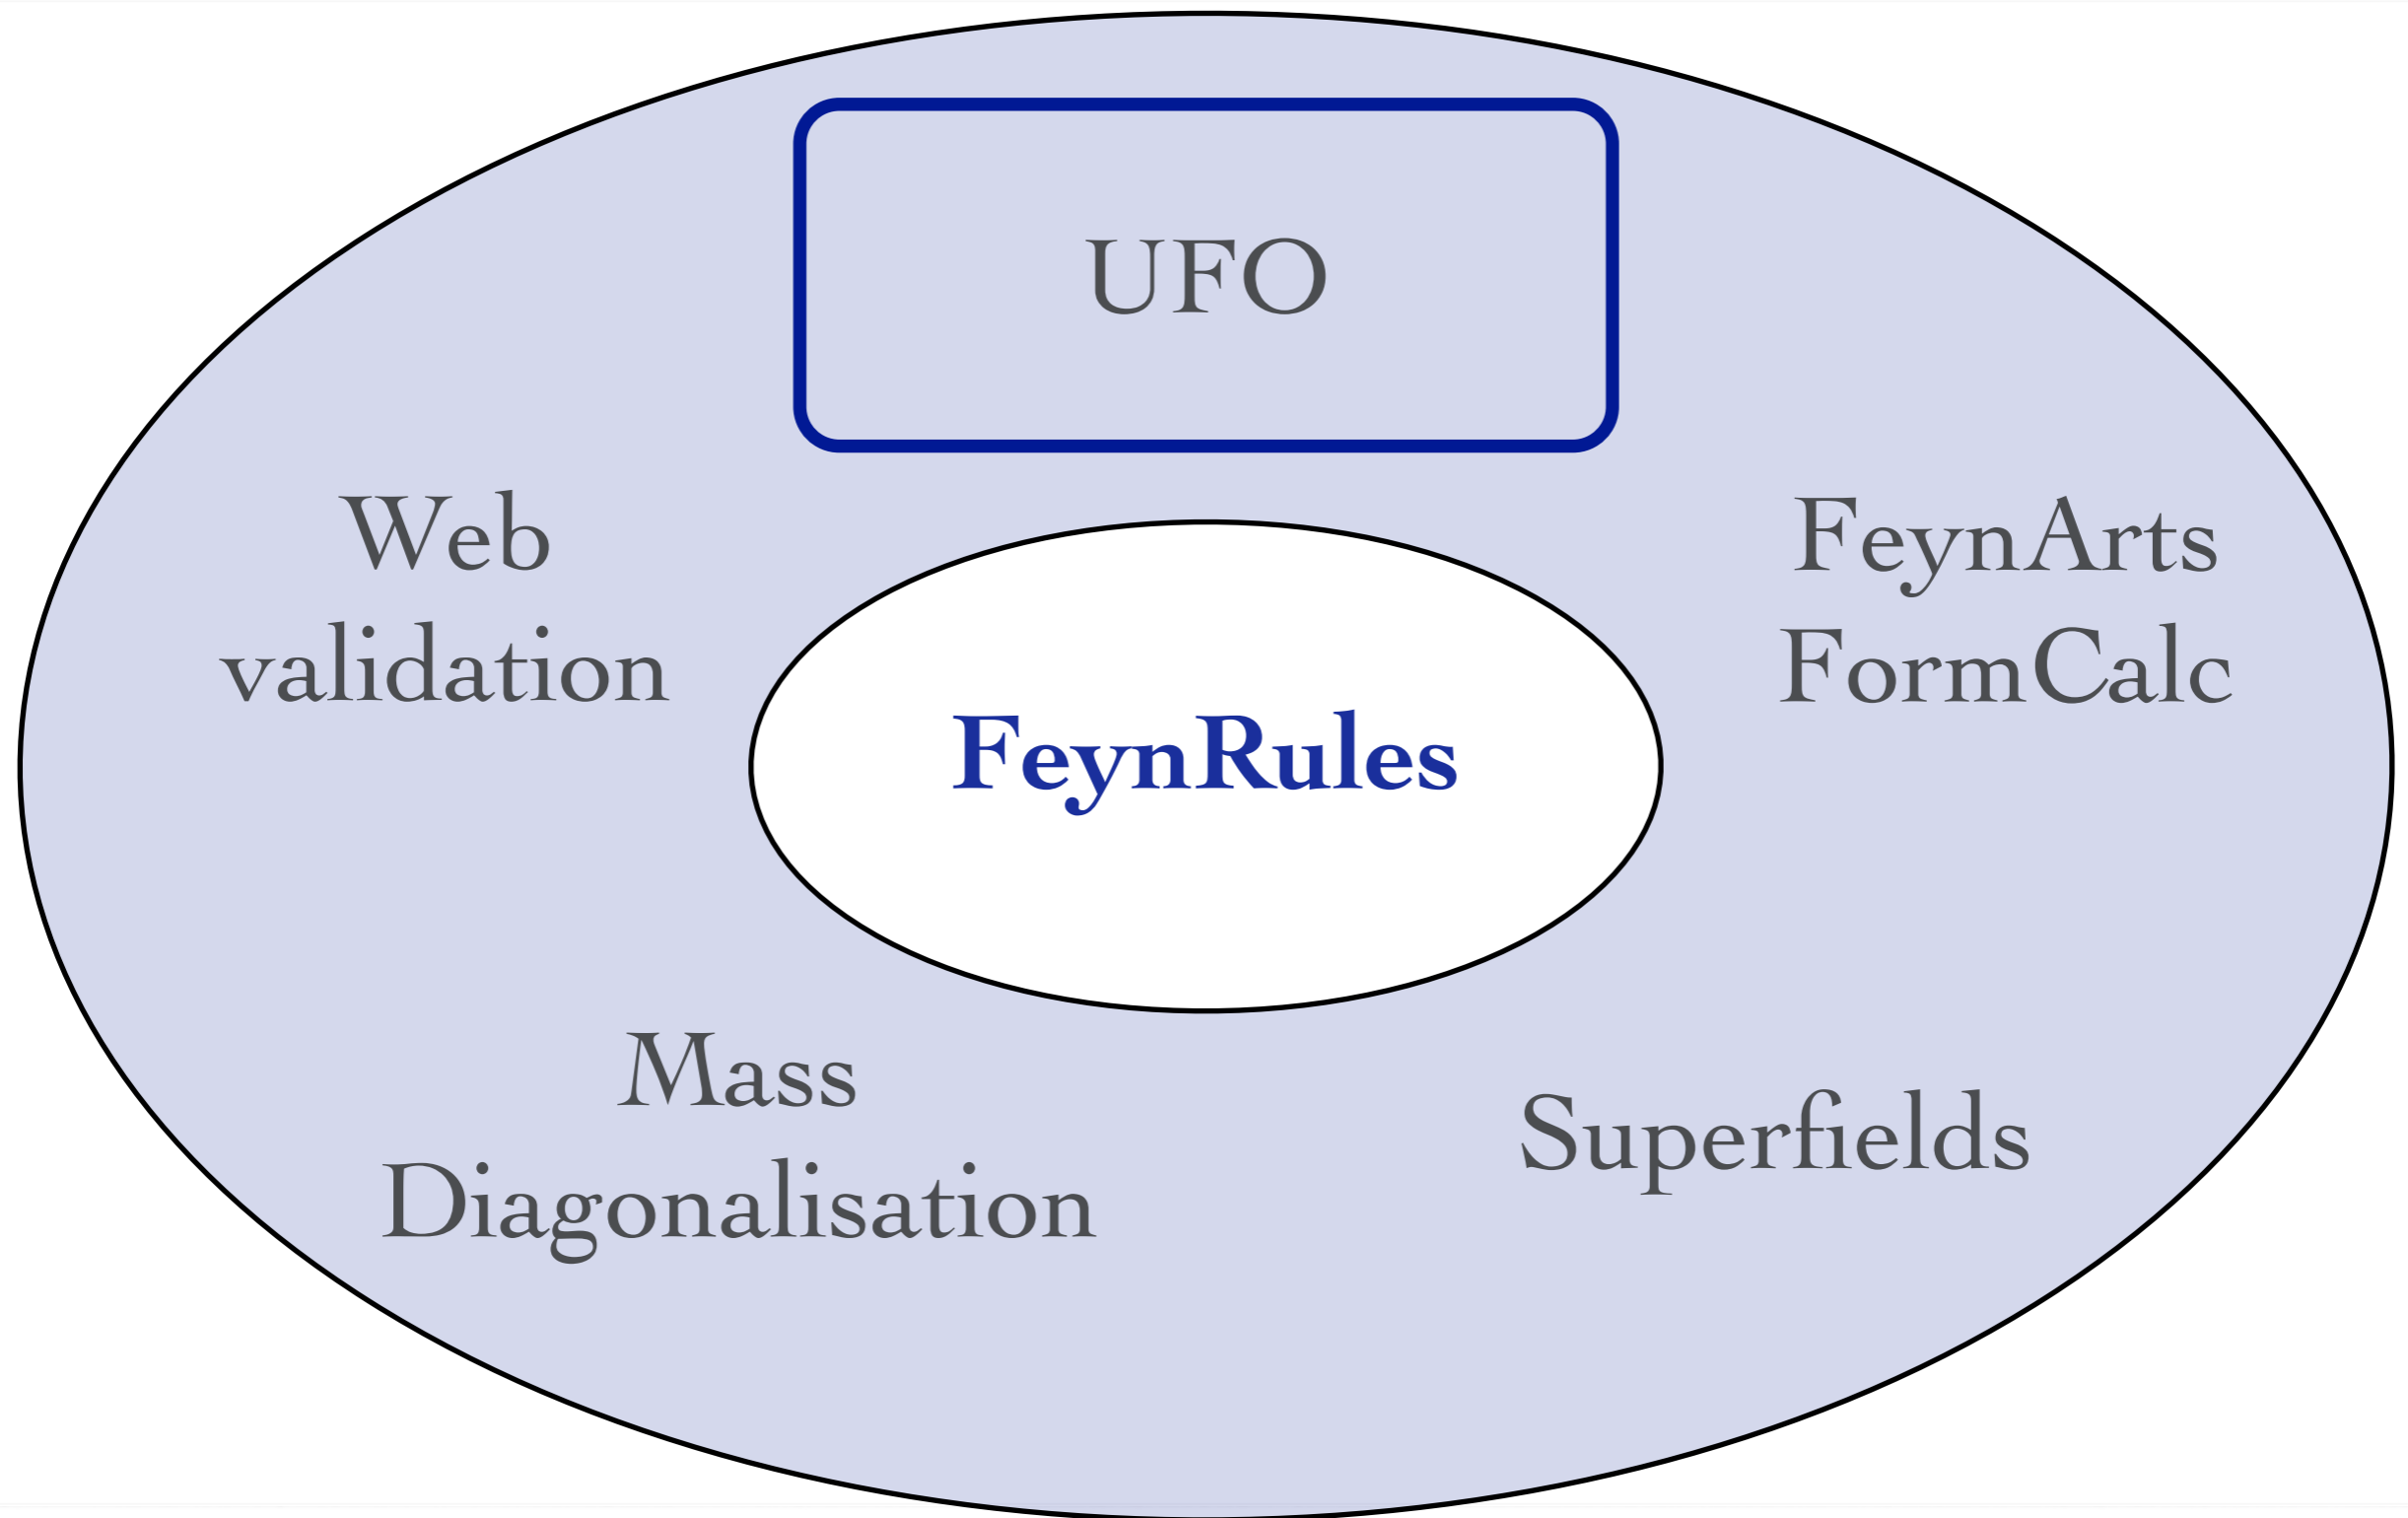 UFO
Web
validation
FeynArts
FormCalc
FeynRules
Mass
Diagonalisation
Superfields